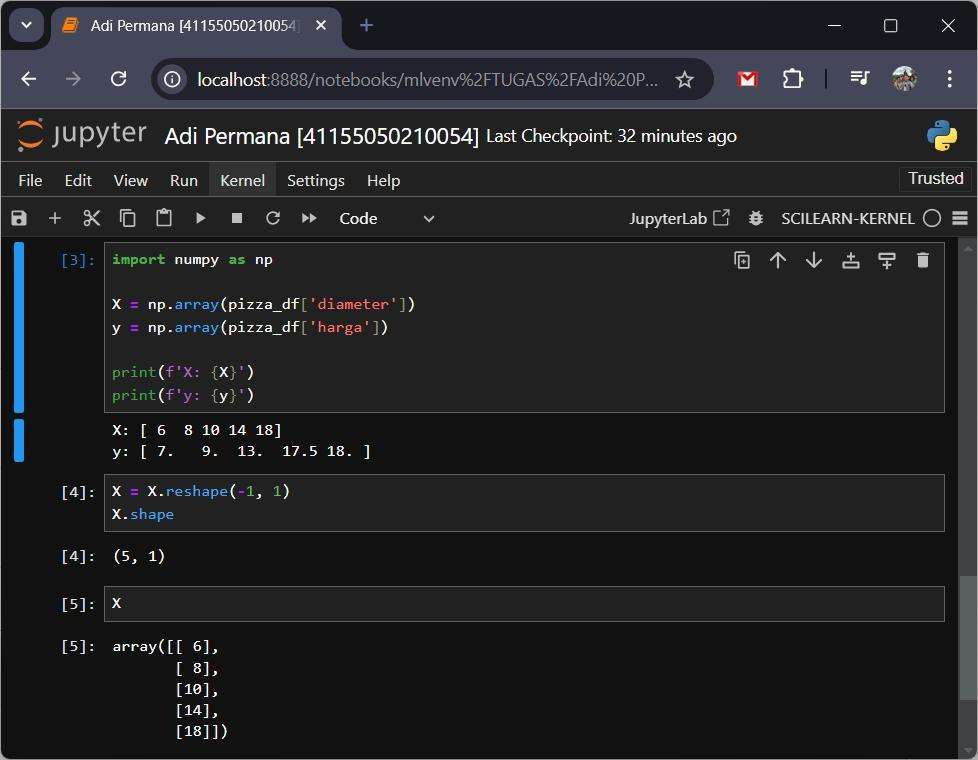 Adi Permana [41155050210054]
localhost:8888/notebooks/mlvenv%2FTUGAS%2FAdi%20P...
jupyter Adi Permana [41155050210054] Last Checkpoint: 32 minutes ago
File Edit View Run Kernel Settings Help Trusted
Code JupyterLab SCILEARN-KERNEL
[3]: import numpy as np
X = np.array(pizza_df['diameter'])
y = np.array(pizza_df['harga'])
print(f'X: {X}')
print(f'y: {y}')
X: [ 6  8 10 14 18]
y: [ 7.   9.  13.  17.5 18. ]
[4]: X = X.reshape(-1, 1)
X.shape
[4]: (5, 1)
[5]: X
[5]: array([[ 6],
[ 8],
[10],
[14],
[18]])